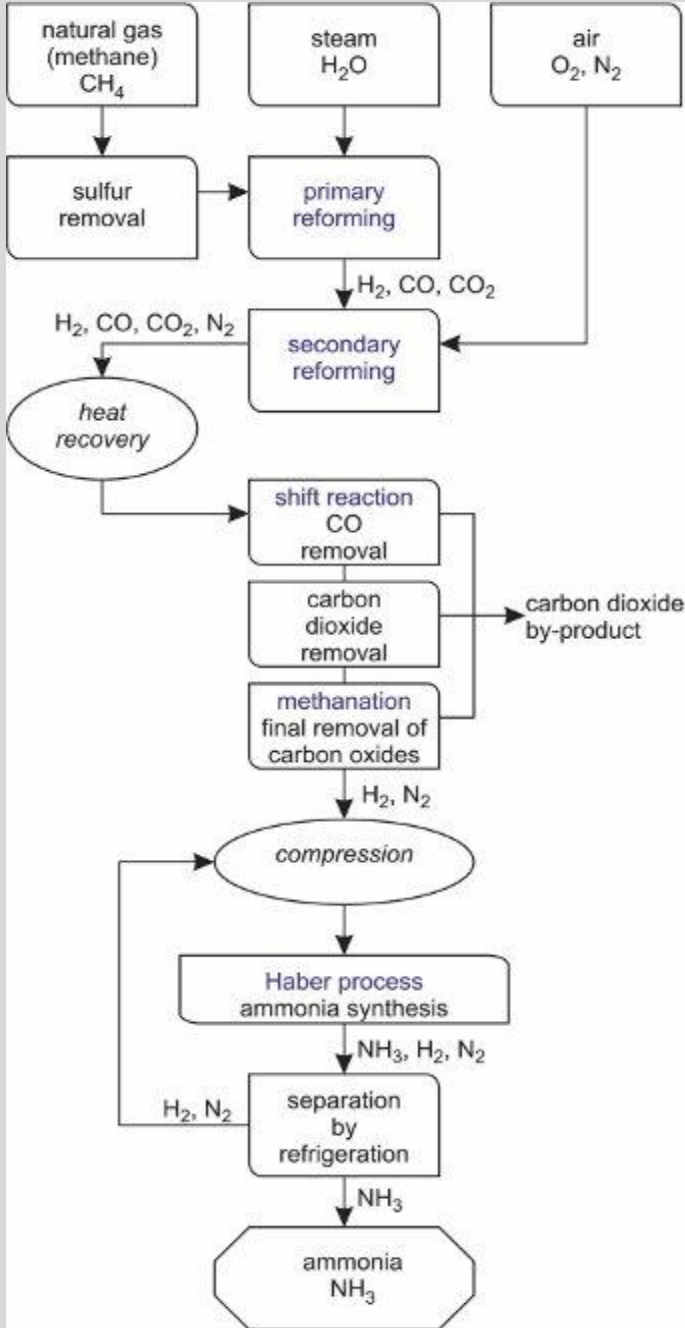 natural gas
(methane)
CH₄
steam
H₂O
air
O₂, N₂
sulfur
removal
primary
reforming
H₂, CO, CO₂
H₂, CO, CO₂, N₂
secondary
reforming
heat
recovery
shift reaction
CO
removal
carbon
dioxide
removal
carbon dioxide
by-product
methanation
final removal of
carbon oxides
H₂, N₂
compression
Haber process
ammonia synthesis
NH₃, H₂, N₂
H₂, N₂
separation
by
refrigeration
NH₃
ammonia
NH₃